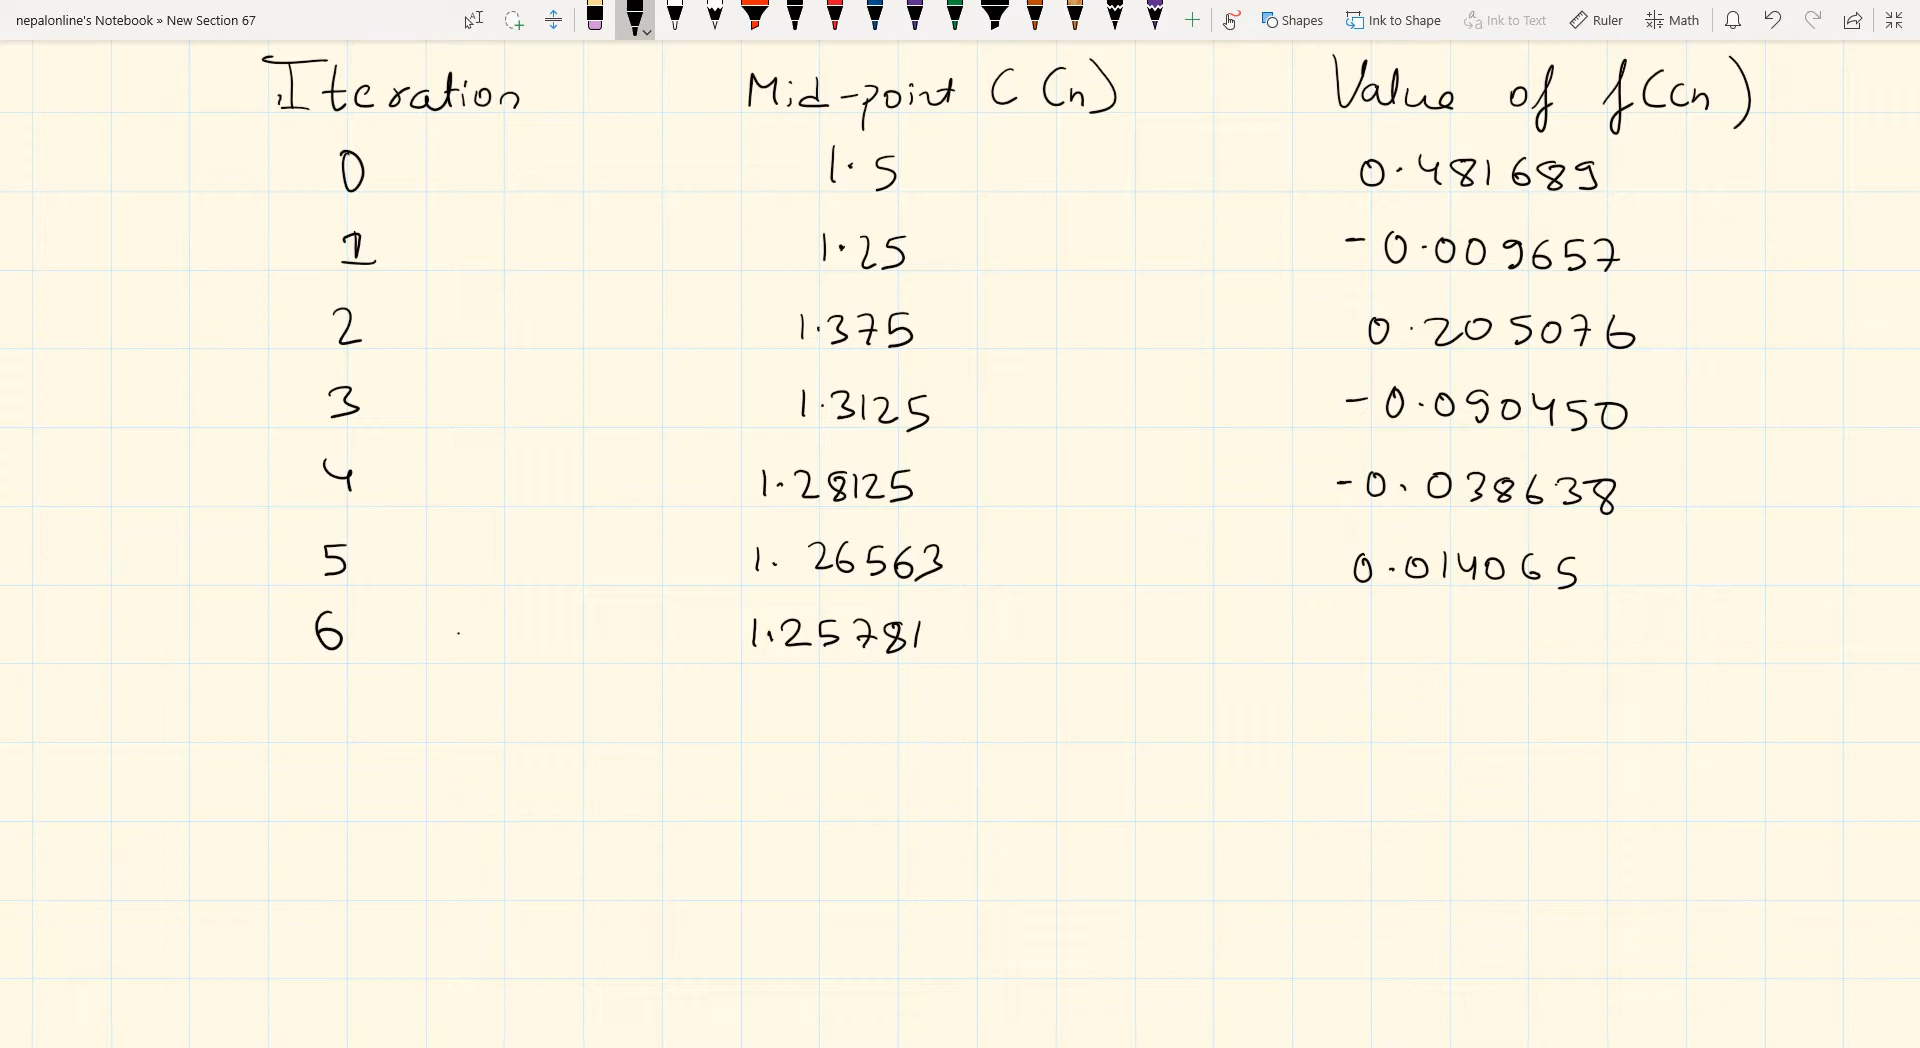 nepalonline's Notebook » New Section 67 Shapes Ink to Shape Ink to Text Ruler Math
Iteration Mid-point C (n) Value of f(cn)
0 1.5 0.481689
1 1.25 -0.009657
2 1.375 0.205076
3 1.3125 -0.090450
4 1.28125 -0.038638
5 1.26563 0.014065
6 1.25781